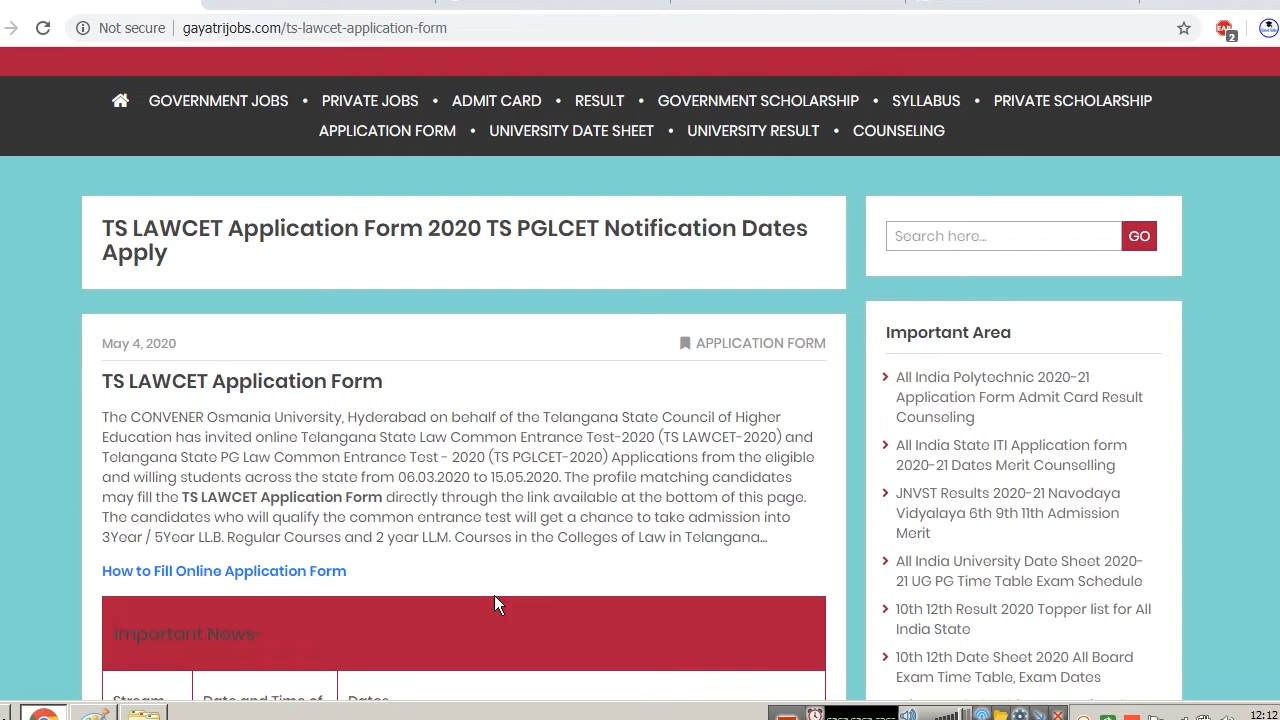 Not secure
gayatrijobs.com/ts-lawcet-application-form
2
GOVERNMENT JOBS • PRIVATE JOBS • ADMIT CARD • RESULT • GOVERNMENT SCHOLARSHIP • SYLLABUS • PRIVATE SCHOLARSHIP
APPLICATION FORM • UNIVERSITY DATE SHEET • UNIVERSITY RESULT • COUNSELING
TS LAWCET Application Form 2020 TS PGLCET Notification Dates
Apply
May 4, 2020
APPLICATION FORM
TS LAWCET Application Form
The CONVENER Osmania University, Hyderabad on behalf of the Telangana State Council of Higher
Education has invited online Telangana State Law Common Entrance Test-2020 (TS LAWCET-2020) and
Telangana State PG Law Common Entrance Test - 2020 (TS PGLCET-2020) Applications from the eligible
and willing students across the state from 06.03.2020 to 15.05.2020. The profile matching candidates
may fill the TS LAWCET Application Form directly through the link available at the bottom of this page.
The candidates who will qualify the common entrance test will get a chance to take admission into
3Year / 5Year LL.B. Regular Courses and 2 year LL.M. Courses in the Colleges of Law in Telangana...
How to Fill Online Application Form
Important News-
Stream
Date and Time of
Dates
Search here...
GO
Important Area
All India Polytechnic 2020-21
Application Form Admit Card Result
Counseling
All India State ITI Application form
2020-21 Dates Merit Counselling
JNVST Results 2020-21 Navodaya
Vidyalaya 6th 9th 11th Admission
Merit
All India University Date Sheet 2020-
21 UG PG Time Table Exam Schedule
10th 12th Result 2020 Topper list for All
India State
10th 12th Date Sheet 2020 All Board
Exam Time Table, Exam Dates
12:12